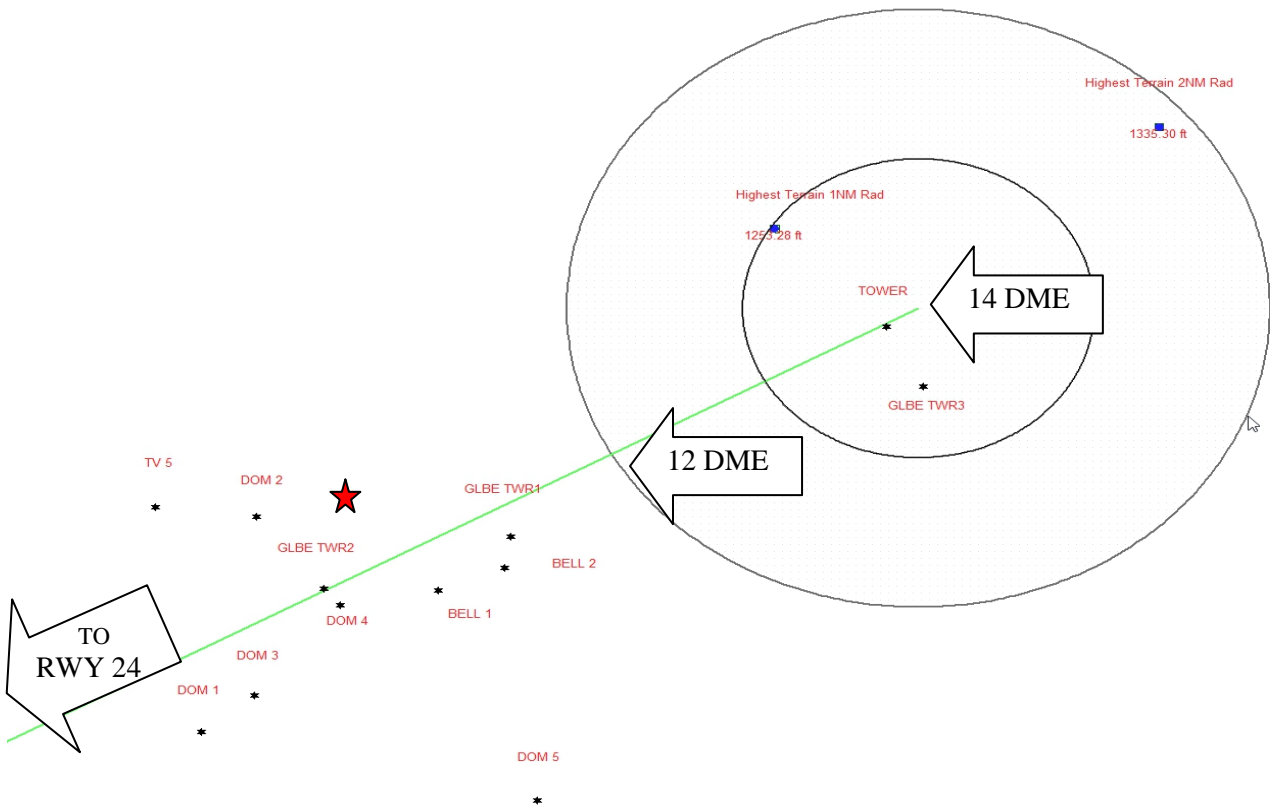 Highest Terrain 2NM Rad
1335.30 ft
Highest Terrain 1NM Rad
1253.28 ft
TOWER
14 DME
GLBE TWR3
12 DME
TV 5
DOM 2
GLBE TWR1
GLBE TWR2
BELL 2
DOM 4
BELL 1
TO
RWY 24
DOM 3
DOM 1
DOM 5